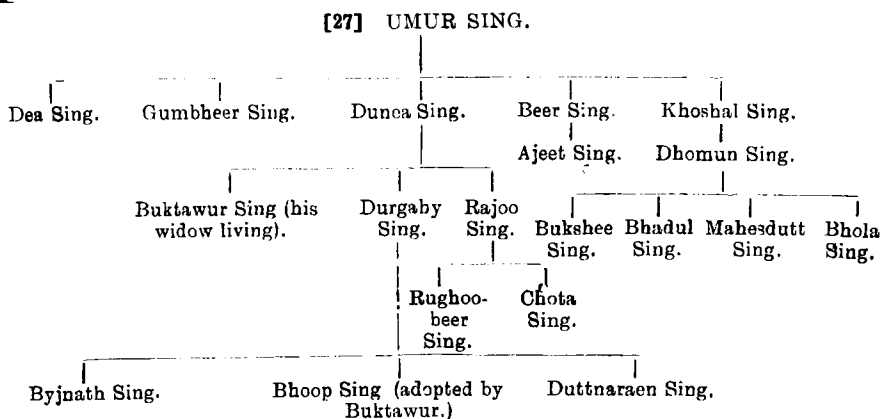 [27] UMUR SING.
Dea Sing. Gumbheer Sing. Dunca Sing. Beer Sing. Khoshal Sing.
Ajeet Sing. Dhomun Sing.
Buktawur Sing (his widow living). Durgaby Sing. Rajoo Sing. Bukshee Sing. Bhadul Sing. Mahesdutt Sing. Bhola Sing.
Rughoo-
beer
Sing.
Chota
Sing.
Byjnath Sing. Bhoop Sing (adopted by Buktawur.) Duttnaraen Sing.